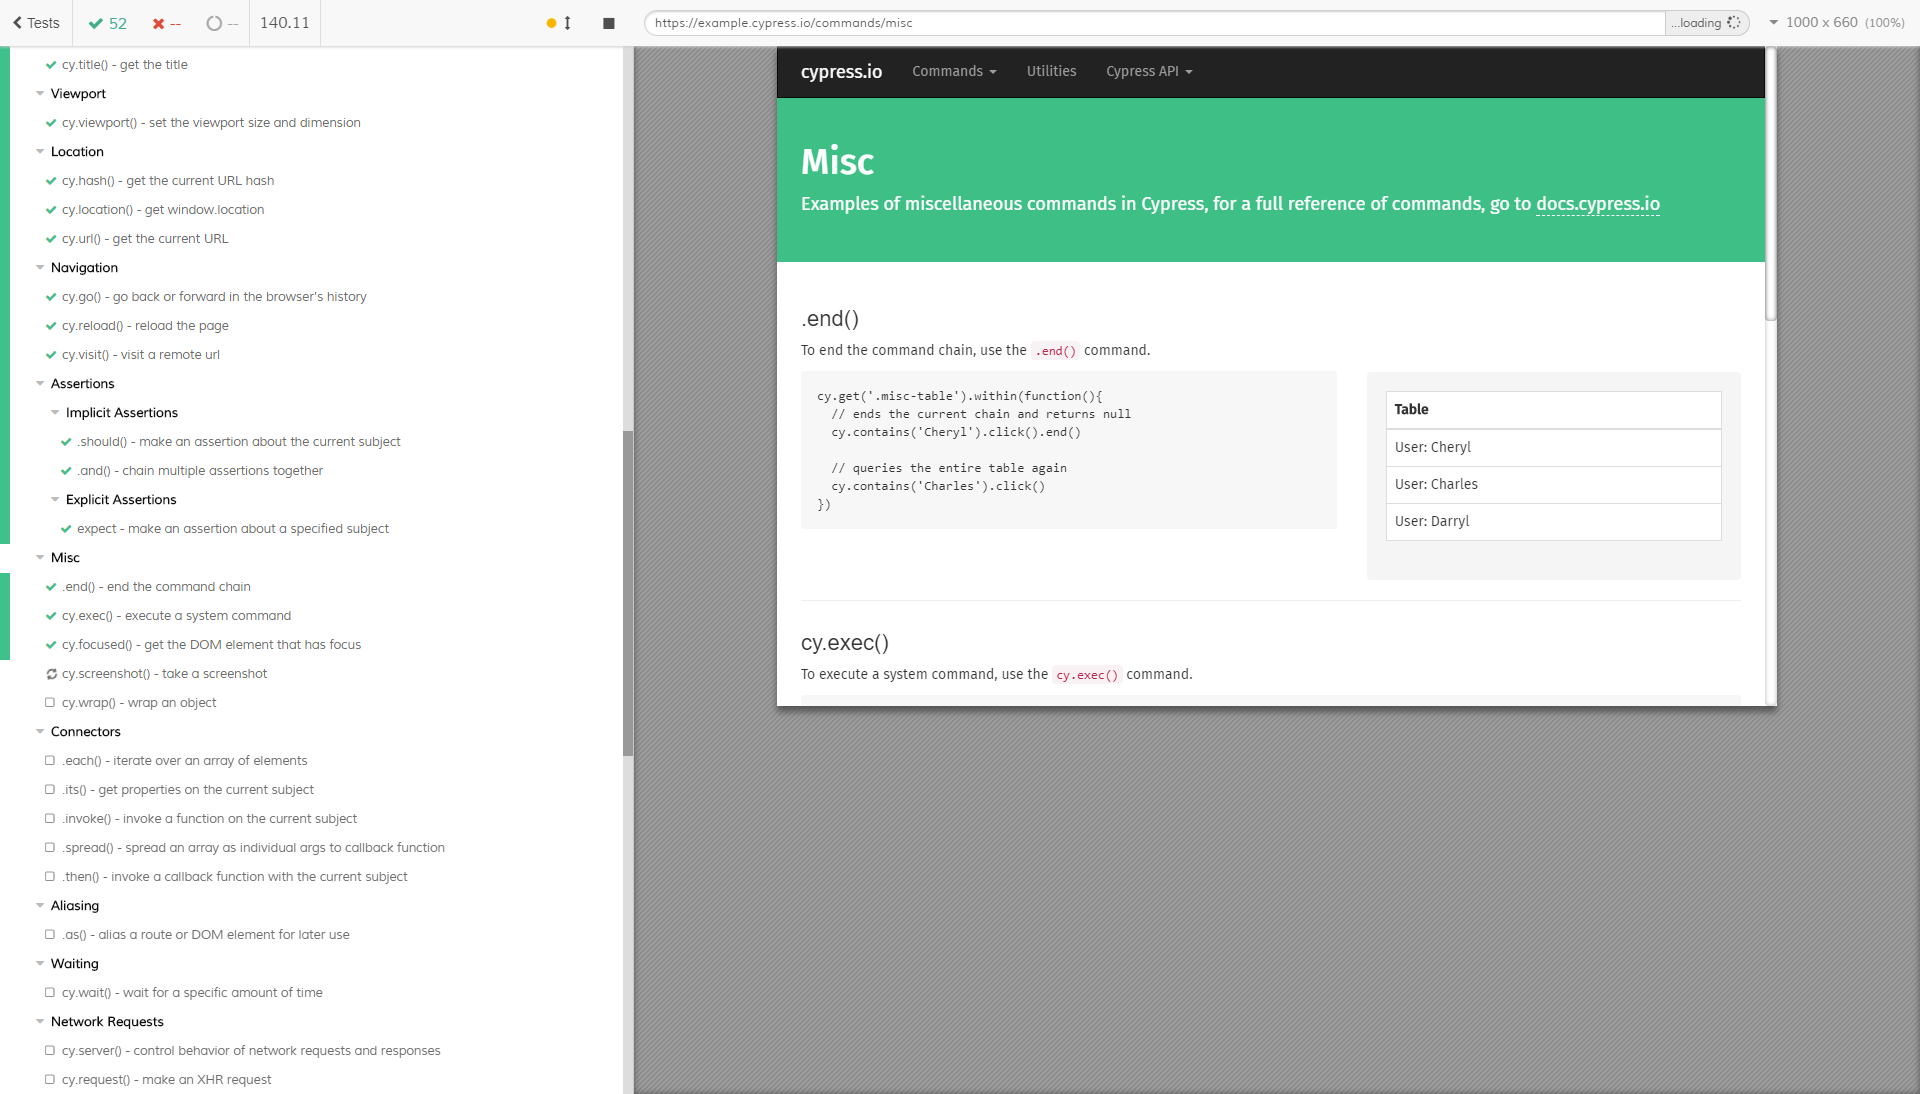 Tests 52 -- -- 140.11
https://example.cypress.io/commands/misc ...loading 1000 x 660 (100%)
cy.title() - get the title
Viewport
cy.viewport() - set the viewport size and dimension
Location
cy.hash() - get the current URL hash
cy.location() - get window.location
cy.url() - get the current URL
Navigation
cy.go() - go back or forward in the browser's history
cy.reload() - reload the page
cy.visit() - visit a remote url
Assertions
Implicit Assertions
.should() - make an assertion about the current subject
.and() - chain multiple assertions together
Explicit Assertions
expect - make an assertion about a specified subject
Misc
.end() - end the command chain
cy.exec() - execute a system command
cy.focused() - get the DOM element that has focus
cy.screenshot() - take a screenshot
cy.wrap() - wrap an object
Connectors
.each() - iterate over an array of elements
.its() - get properties on the current subject
.invoke() - invoke a function on the current subject
.spread() - spread an array as individual args to callback function
.then() - invoke a callback function with the current subject
Aliasing
.as() - alias a route or DOM element for later use
Waiting
cy.wait() - wait for a specific amount of time
Network Requests
cy.server() - control behavior of network requests and responses
cy.request() - make an XHR request
cypress.io Commands Utilities Cypress API
Misc
Examples of miscellaneous commands in Cypress, for a full reference of commands, go to docs.cypress.io
.end()
To end the command chain, use the .end() command.
cy.get('.misc-table').within(function(){
// ends the current chain and returns null
cy.contains('Cheryl').click().end()
// queries the entire table again
cy.contains('Charles').click()
})
Table
User: Cheryl
User: Charles
User: Darryl
cy.exec()
To execute a system command, use the cy.exec() command.